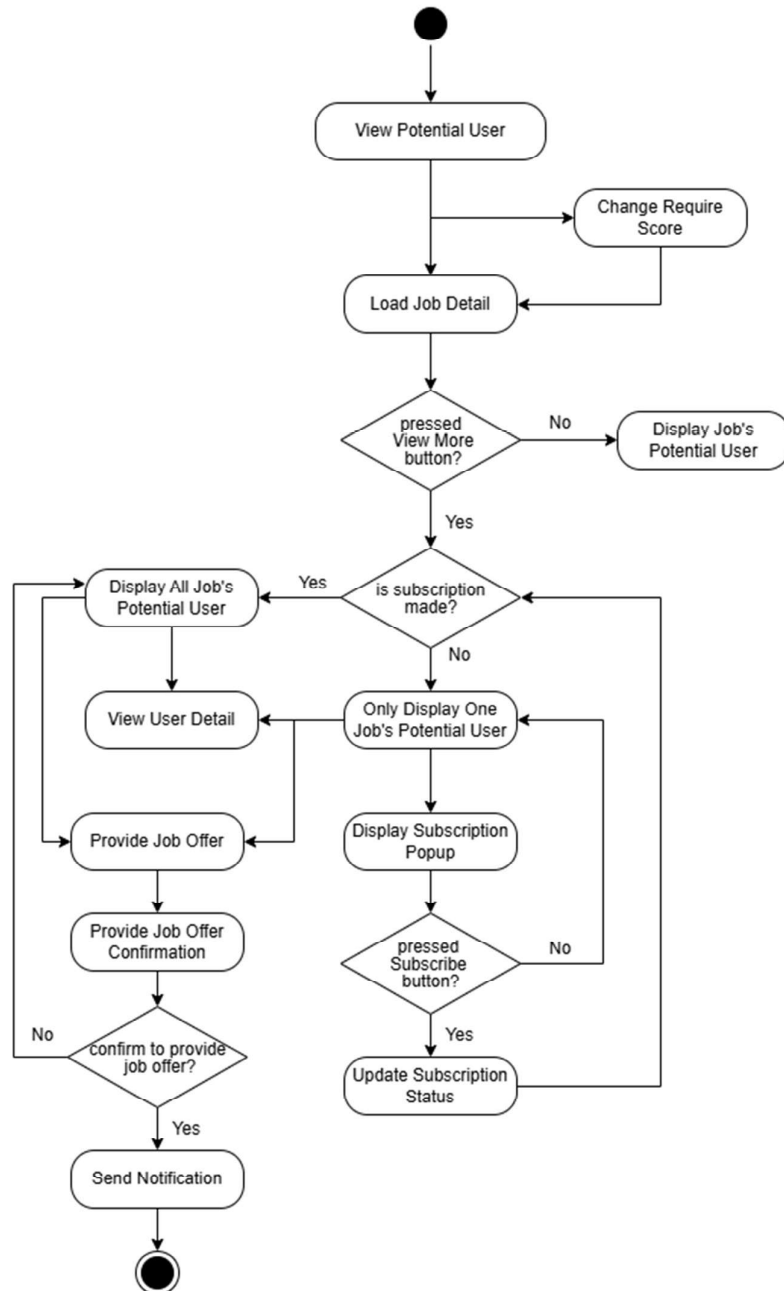 View Potential User
Change Require
Score
Load Job Detail
pressed
View More
button?
No
Display Job's
Potential User
Yes
is subscription
made?
Yes
Display All Job's
Potential User
No
View User Detail
Only Display One
Job's Potential User
Provide Job Offer
Display Subscription
Popup
Provide Job Offer
Confirmation
pressed
Subscribe
button?
No
No
confirm to provide
job offer?
Yes
Update Subscription
Status
Yes
Send Notification